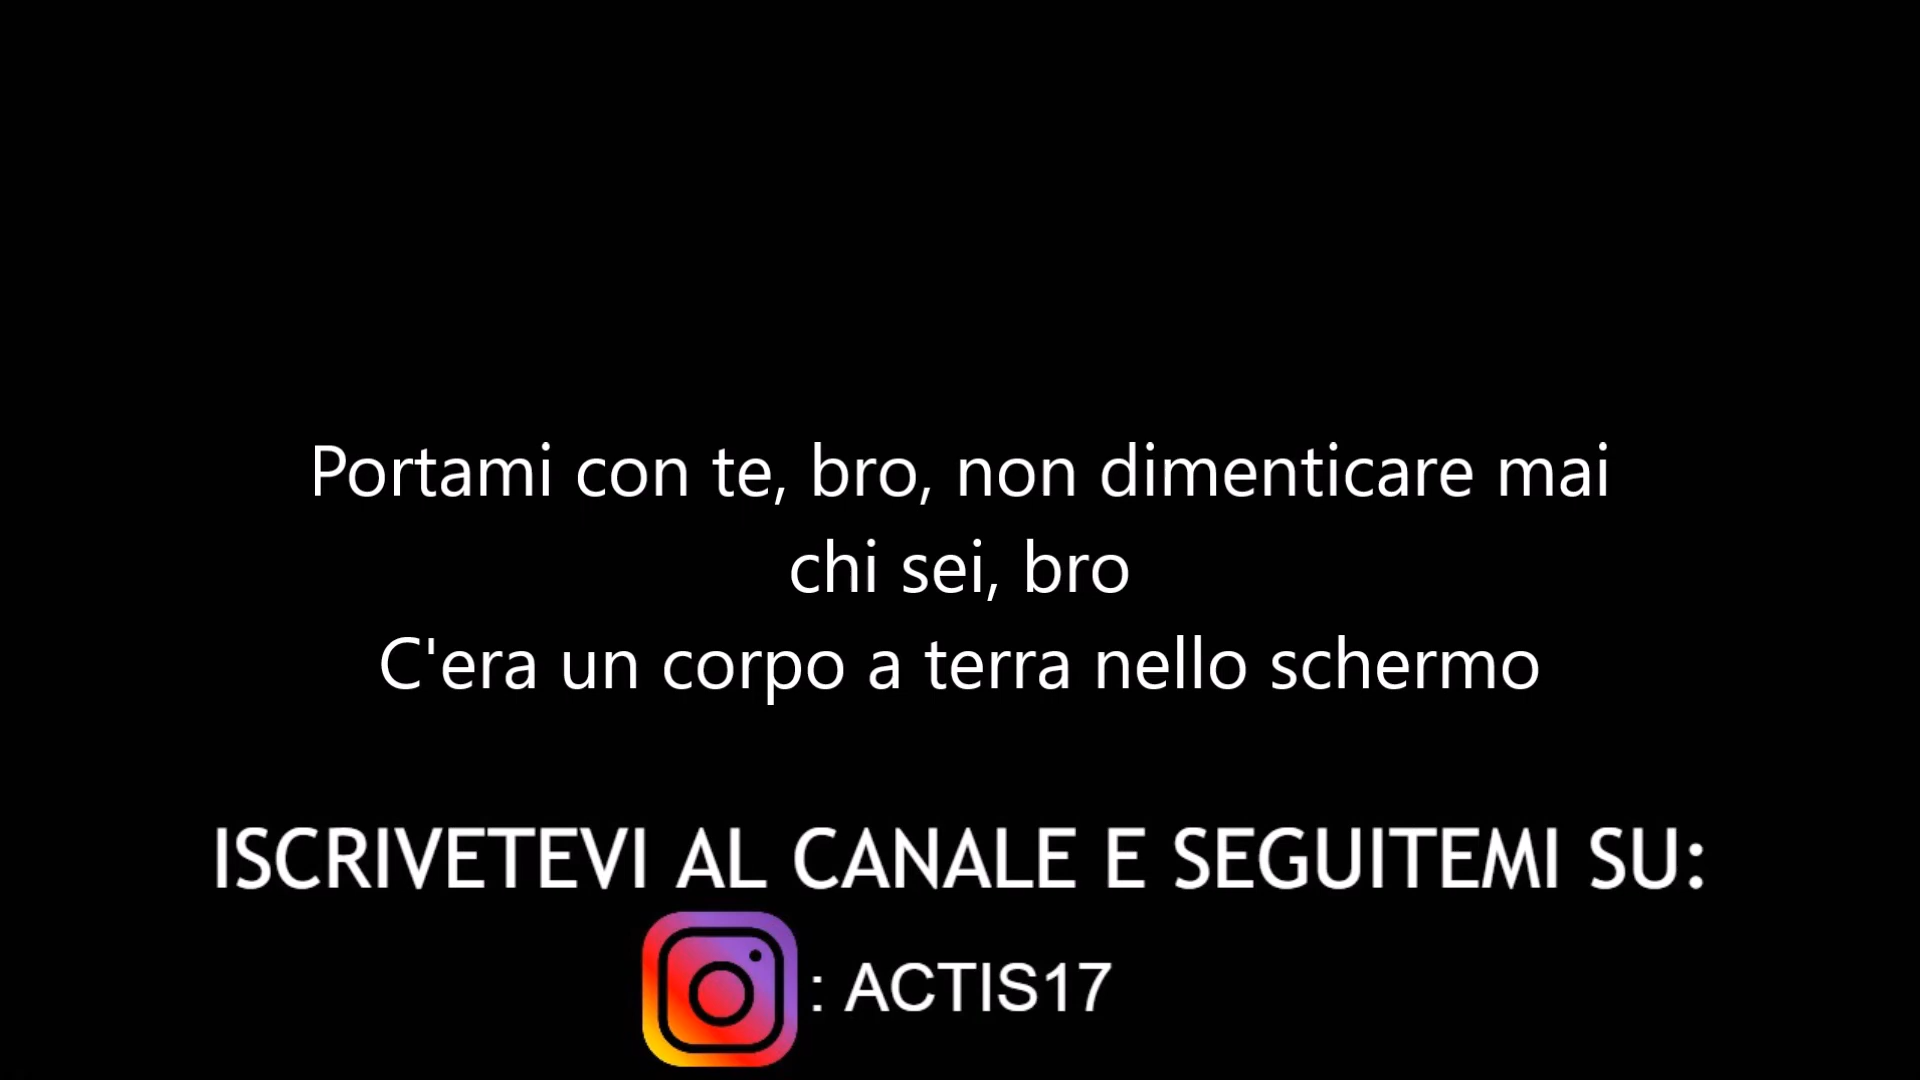 Portami con te, bro, non dimenticare mai
chi sei, bro
C'era un corpo a terra nello schermo
ISCRIVETEVI AL CANALE E SEGUITEMI SU:
: ACTIS17